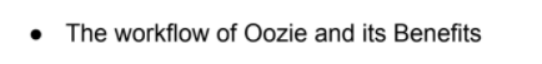 ● The workflow of Oozie and its Benefits